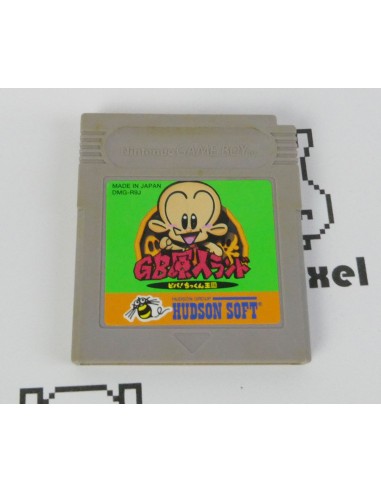 Nintendo GAME BOY
MADE IN JAPAN
DMG-R9J
GB原人ランド
ビバ!ちっくん王国
HUDSON GROUP
HUDSON SOFT®
xel